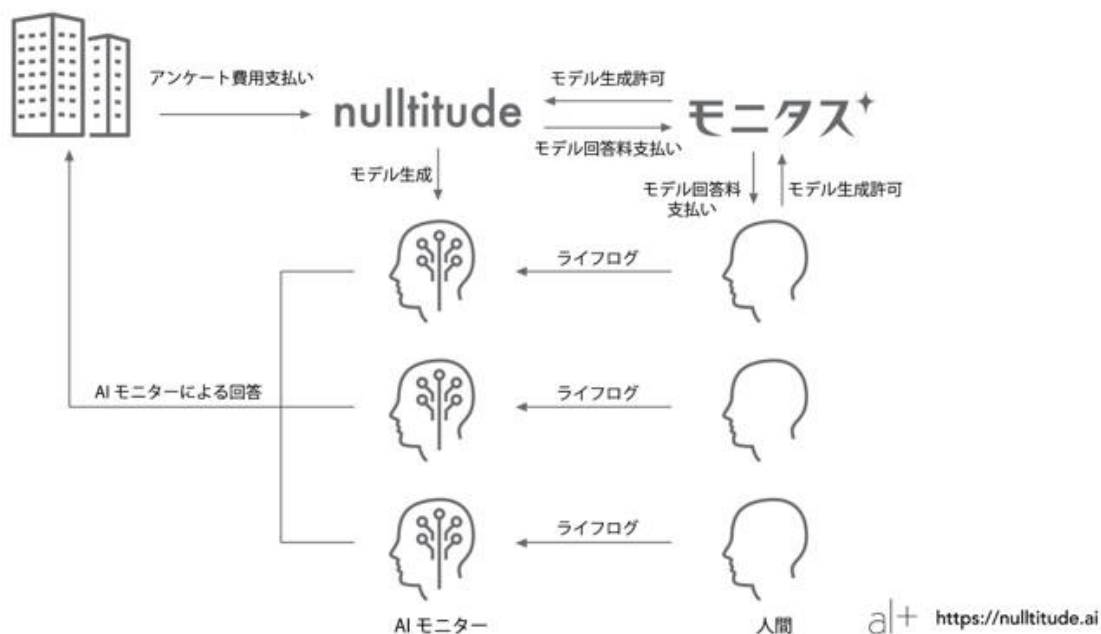 アンケート費用支払い
nulltitude
モデル生成許可
モデル回答料支払い
モニタス
モデル生成
モデル回答料
支払い
モデル生成許可
ライフログ
AI モニターによる回答
ライフログ
ライフログ
AI モニター
人間
al+
https://nulltitude.ai